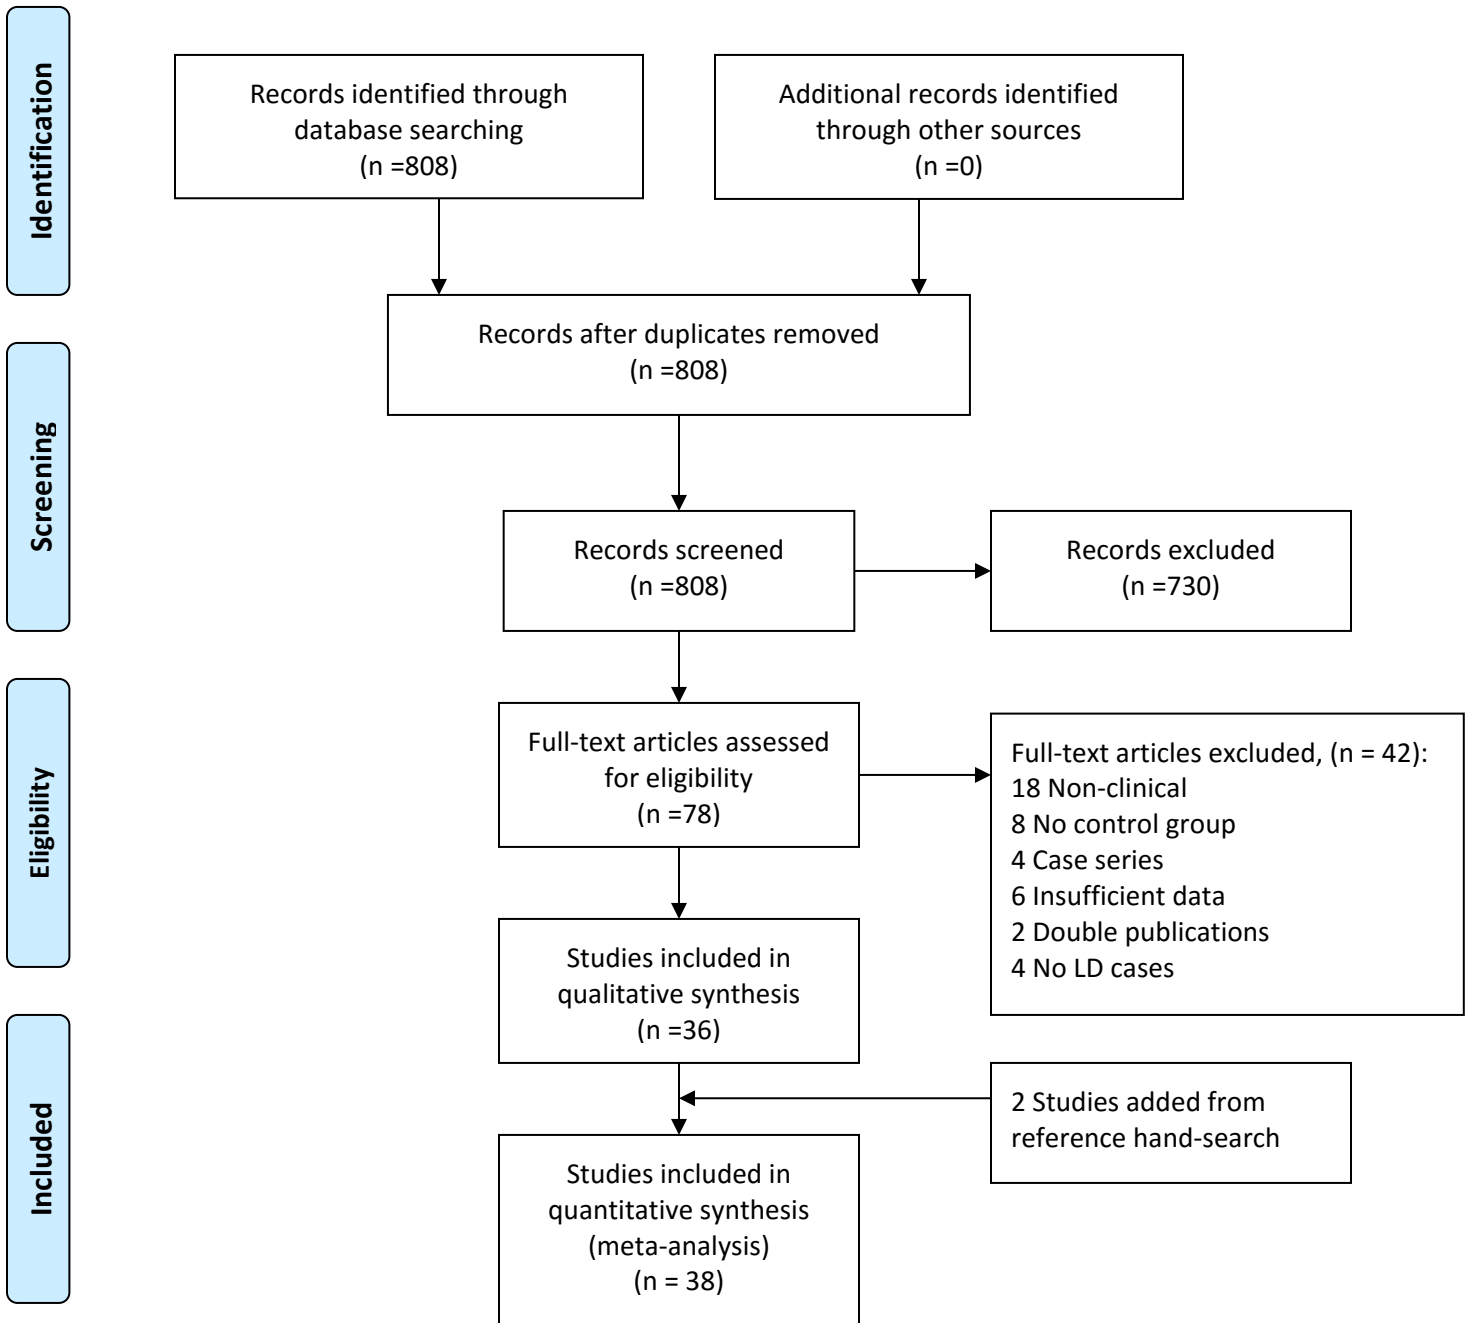 Identification
Records identified through
database searching
(n =808)
Additional records identified
through other sources
(n =0)
Records after duplicates removed
(n =808)
Screening
Records screened
(n =808)
Records excluded
(n =730)
Eligibility
Full-text articles assessed
for eligibility
(n =78)
Full-text articles excluded, (n = 42):
18 Non-clinical
8 No control group
4 Case series
6 Insufficient data
2 Double publications
4 No LD cases
Studies included in
qualitative synthesis
(n =36)
Included
2 Studies added from
reference hand-search
Studies included in
quantitative synthesis
(meta-analysis)
(n = 38)